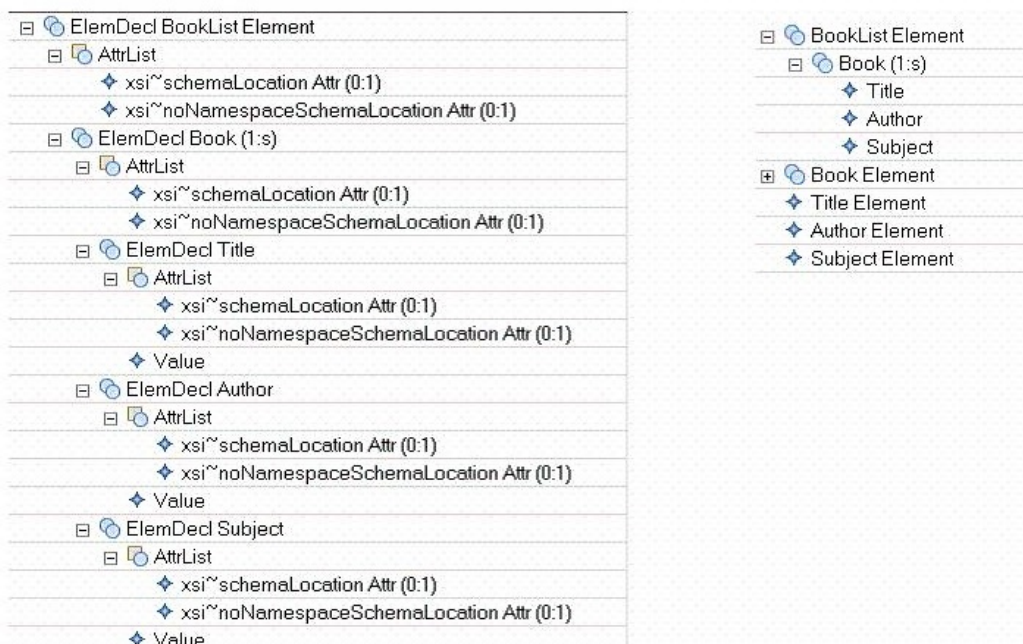 ElemDecl BookList Element
AttrList
xsi~schemaLocation Attr (0:1)
xsi~noNamespaceSchemaLocation Attr (0:1)
ElemDecl Book (1:s)
AttrList
xsi~schemaLocation Attr (0:1)
xsi~noNamespaceSchemaLocation Attr (0:1)
ElemDecl Title
AttrList
xsi~schemaLocation Attr (0:1)
xsi~noNamespaceSchemaLocation Attr (0:1)
Value
ElemDecl Author
AttrList
xsi~schemaLocation Attr (0:1)
xsi~noNamespaceSchemaLocation Attr (0:1)
Value
ElemDecl Subject
AttrList
xsi~schemaLocation Attr (0:1)
xsi~noNamespaceSchemaLocation Attr (0:1)
Value
BookList Element
Book (1:s)
Title
Author
Subject
Book Element
Title Element
Author Element
Subject Element